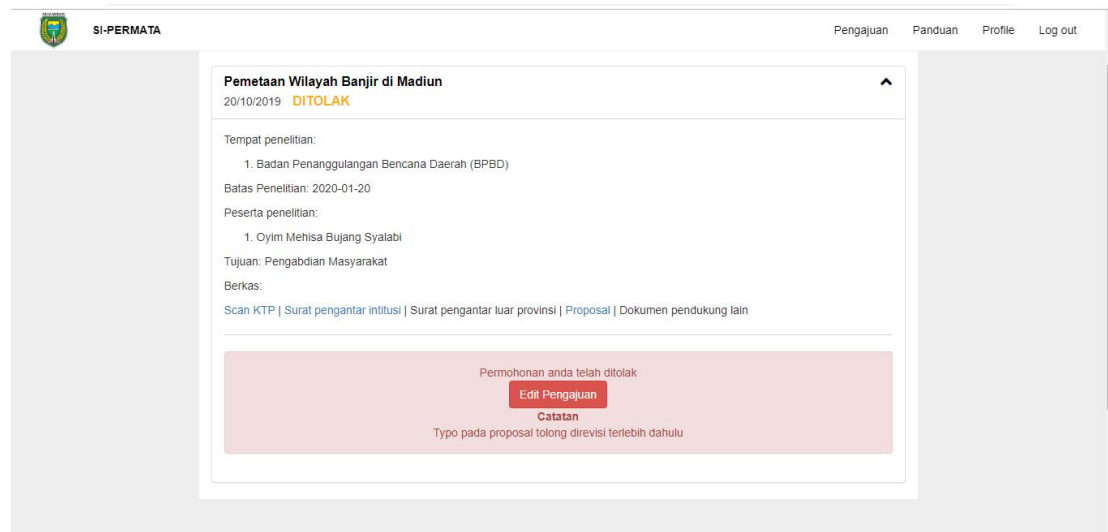 SI-PERMATA Pengajuan Panduan Profile Log out
Pemetaan Wilayah Banjir di Madiun
20/10/2019 DITOLAK
Tempat penelitian:
1. Badan Penanggulangan Bencana Daerah (BPBD)
Batas Penelitian: 2020-01-20
Peserta penelitian:
1. Oyim Mehisa Bujang Syalabi
Tujuan: Pengabdian Masyarakat
Berkas:
Scan KTP | Surat pengantar intitusi | Surat pengantar luar provinsi | Proposal | Dokumen pendukung lain
Permohonan anda telah ditolak
Edit Pengajuan
Catatan
Typo pada proposal tolong direvisi terlebih dahulu